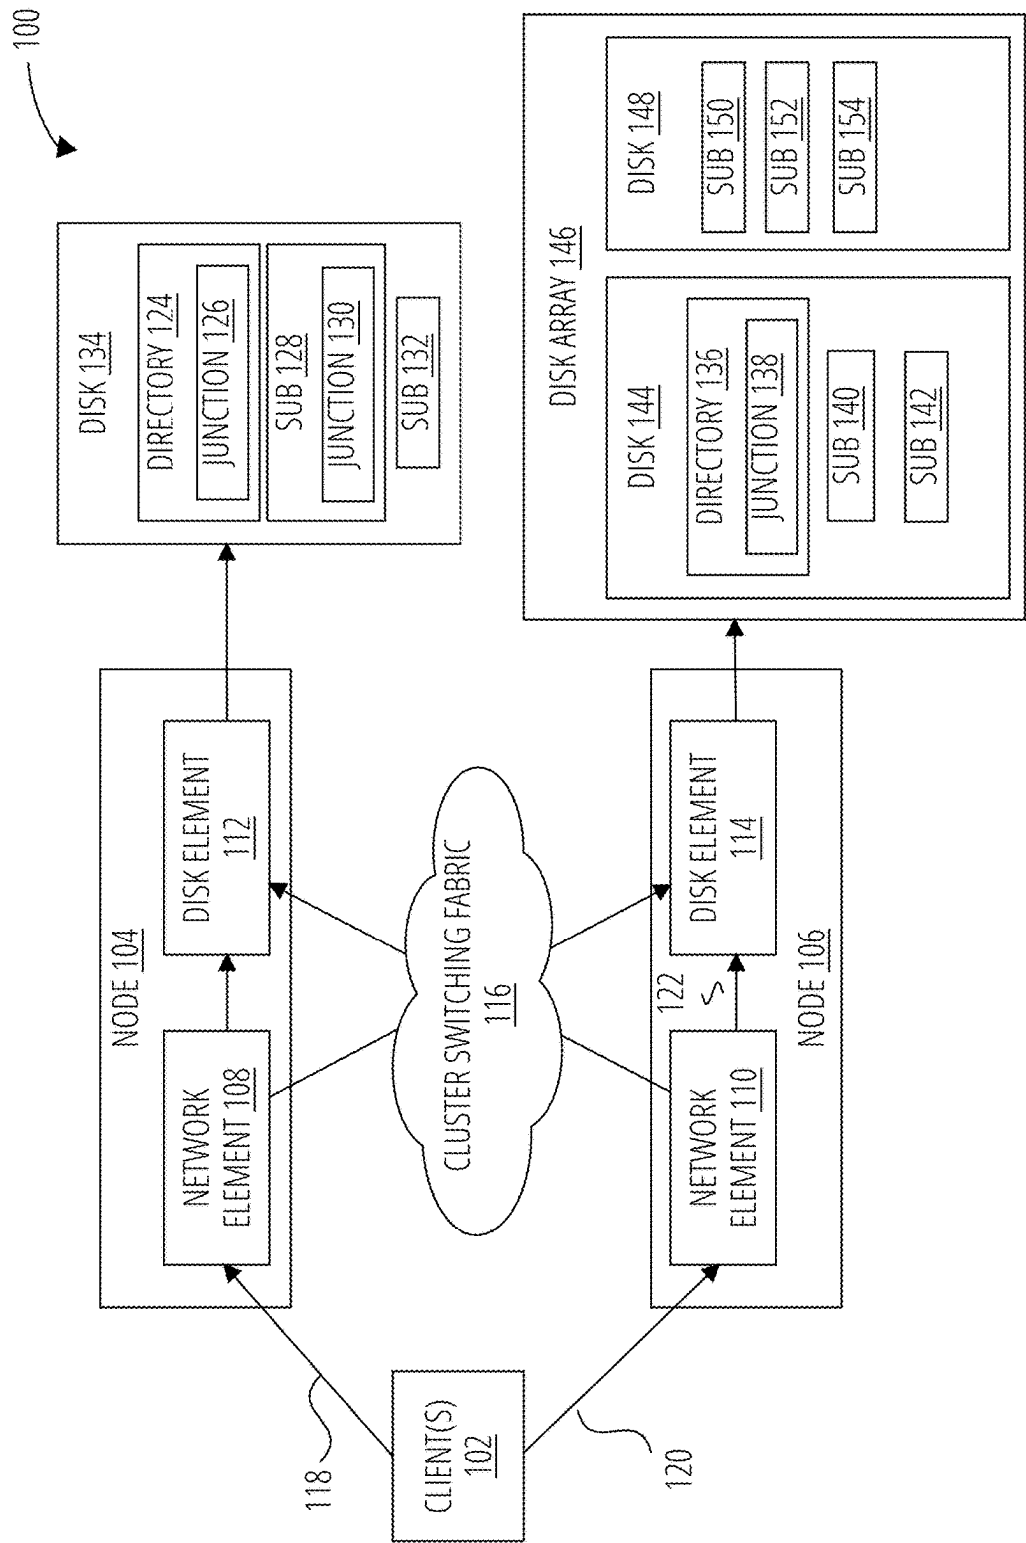 100
CLIENT(S)
102
118
120
NODE 104
NETWORK
ELEMENT 108
DISK ELEMENT
112
CLUSTER SWITCHING FABRIC
116
NODE 106
NETWORK
ELEMENT 110
122
DISK ELEMENT
114
DISK 134
DIRECTORY 124
JUNCTION 126
SUB 128
JUNCTION 130
SUB 132
DISK ARRAY 146
DISK 144
DIRECTORY 136
JUNCTION 138
SUB 140
SUB 142
DISK 148
SUB 150
SUB 152
SUB 154